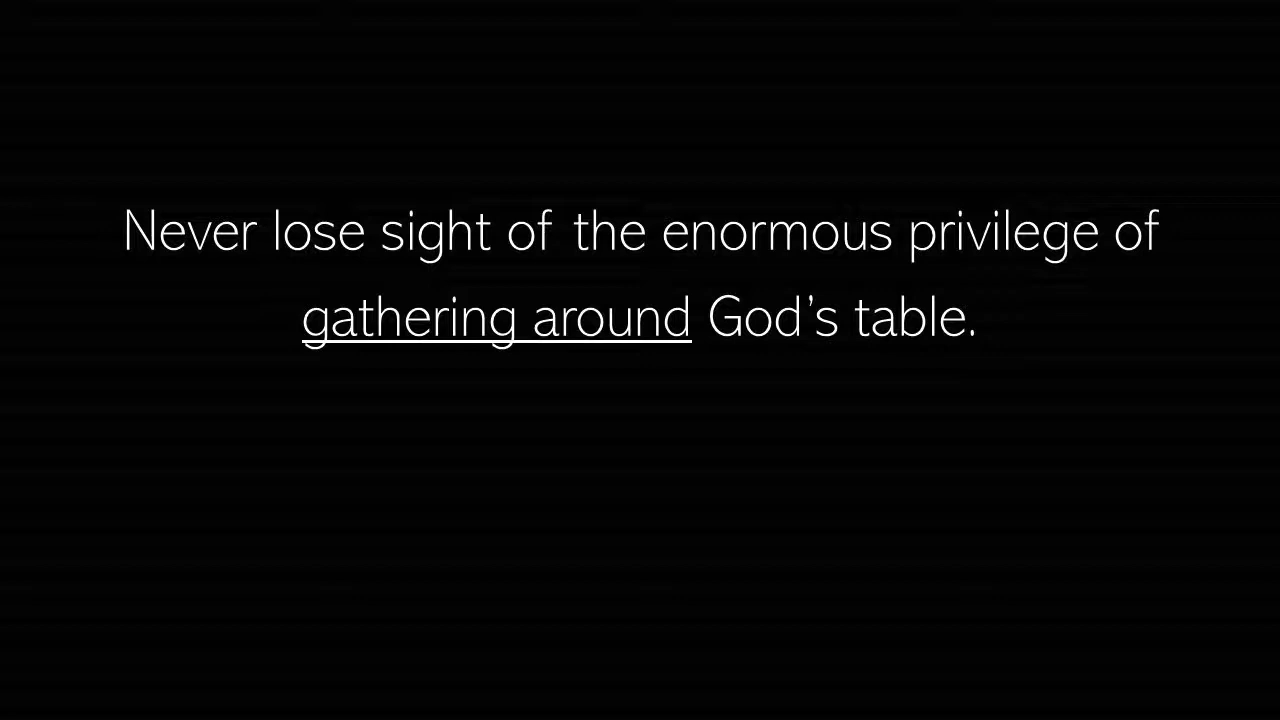 Never lose sight of the enormous privilege of
gathering around God's table.